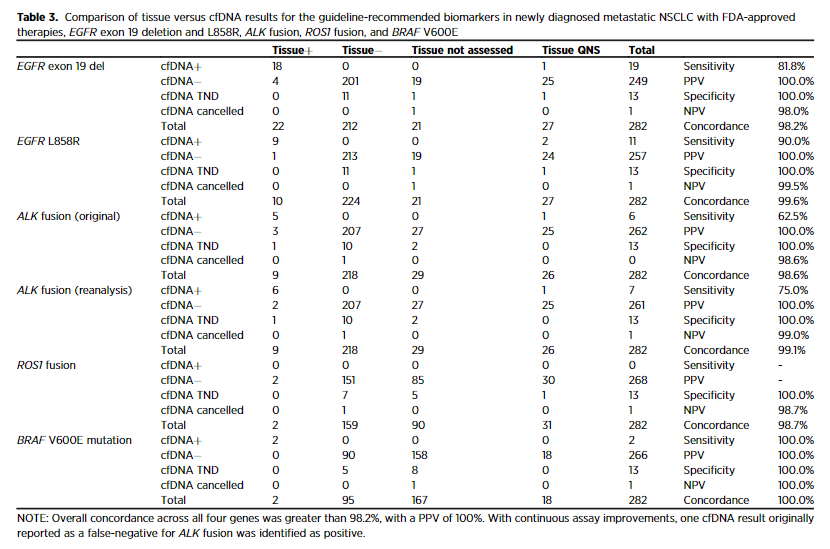 Table 3. Comparison of tissue versus cfDNA results for the guideline-recommended biomarkers in newly diagnosed metastatic NSCLC with FDA-approved
therapies, EGFR exon 19 deletion and L858R, ALK fusion, ROS1 fusion, and BRAF V600E
Tissue+ Tissue− Tissue not assessed Tissue QNS Total
EGFR exon 19 del cfDNA+ 18 0 0 1 19 Sensitivity 81.8%
cfDNA− 4 201 19 25 249 PPV 100.0%
cfDNA TND 0 11 1 1 13 Specificity 100.0%
cfDNA cancelled 0 0 1 0 1 NPV 98.0%
Total 22 212 21 27 282 Concordance 98.2%
EGFR L858R cfDNA+ 9 0 0 2 11 Sensitivity 90.0%
cfDNA− 1 213 19 24 257 PPV 100.0%
cfDNA TND 0 11 1 1 13 Specificity 100.0%
cfDNA cancelled 0 0 1 0 1 NPV 99.5%
Total 10 224 21 27 282 Concordance 99.6%
ALK fusion (original) cfDNA+ 5 0 0 1 6 Sensitivity 62.5%
cfDNA− 3 207 27 25 262 PPV 100.0%
cfDNA TND 1 10 2 0 13 Specificity 100.0%
cfDNA cancelled 0 1 0 0 0 NPV 98.6%
Total 9 218 29 26 282 Concordance 98.6%
ALK fusion (reanalysis) cfDNA+ 6 0 0 1 7 Sensitivity 75.0%
cfDNA− 2 207 27 25 261 PPV 100.0%
cfDNA TND 1 10 2 0 13 Specificity 100.0%
cfDNA cancelled 0 1 0 0 1 NPV 99.0%
Total 9 218 29 26 282 Concordance 99.1%
ROS1 fusion cfDNA+ 0 0 0 0 0 Sensitivity -
cfDNA− 2 151 85 30 268 PPV -
cfDNA TND 0 7 5 1 13 Specificity 100.0%
cfDNA cancelled 0 1 0 0 1 NPV 98.7%
Total 2 159 90 31 282 Concordance 98.7%
BRAF V600E mutation cfDNA+ 2 0 0 0 2 Sensitivity 100.0%
cfDNA− 0 90 158 18 266 PPV 100.0%
cfDNA TND 0 5 8 0 13 Specificity 100.0%
cfDNA cancelled 0 0 1 0 1 NPV 100.0%
Total 2 95 167 18 282 Concordance 100.0%
NOTE: Overall concordance across all four genes was greater than 98.2%, with a PPV of 100%. With continuous assay improvements, one cfDNA result originally
reported as a false-negative for ALK fusion was identified as positive.